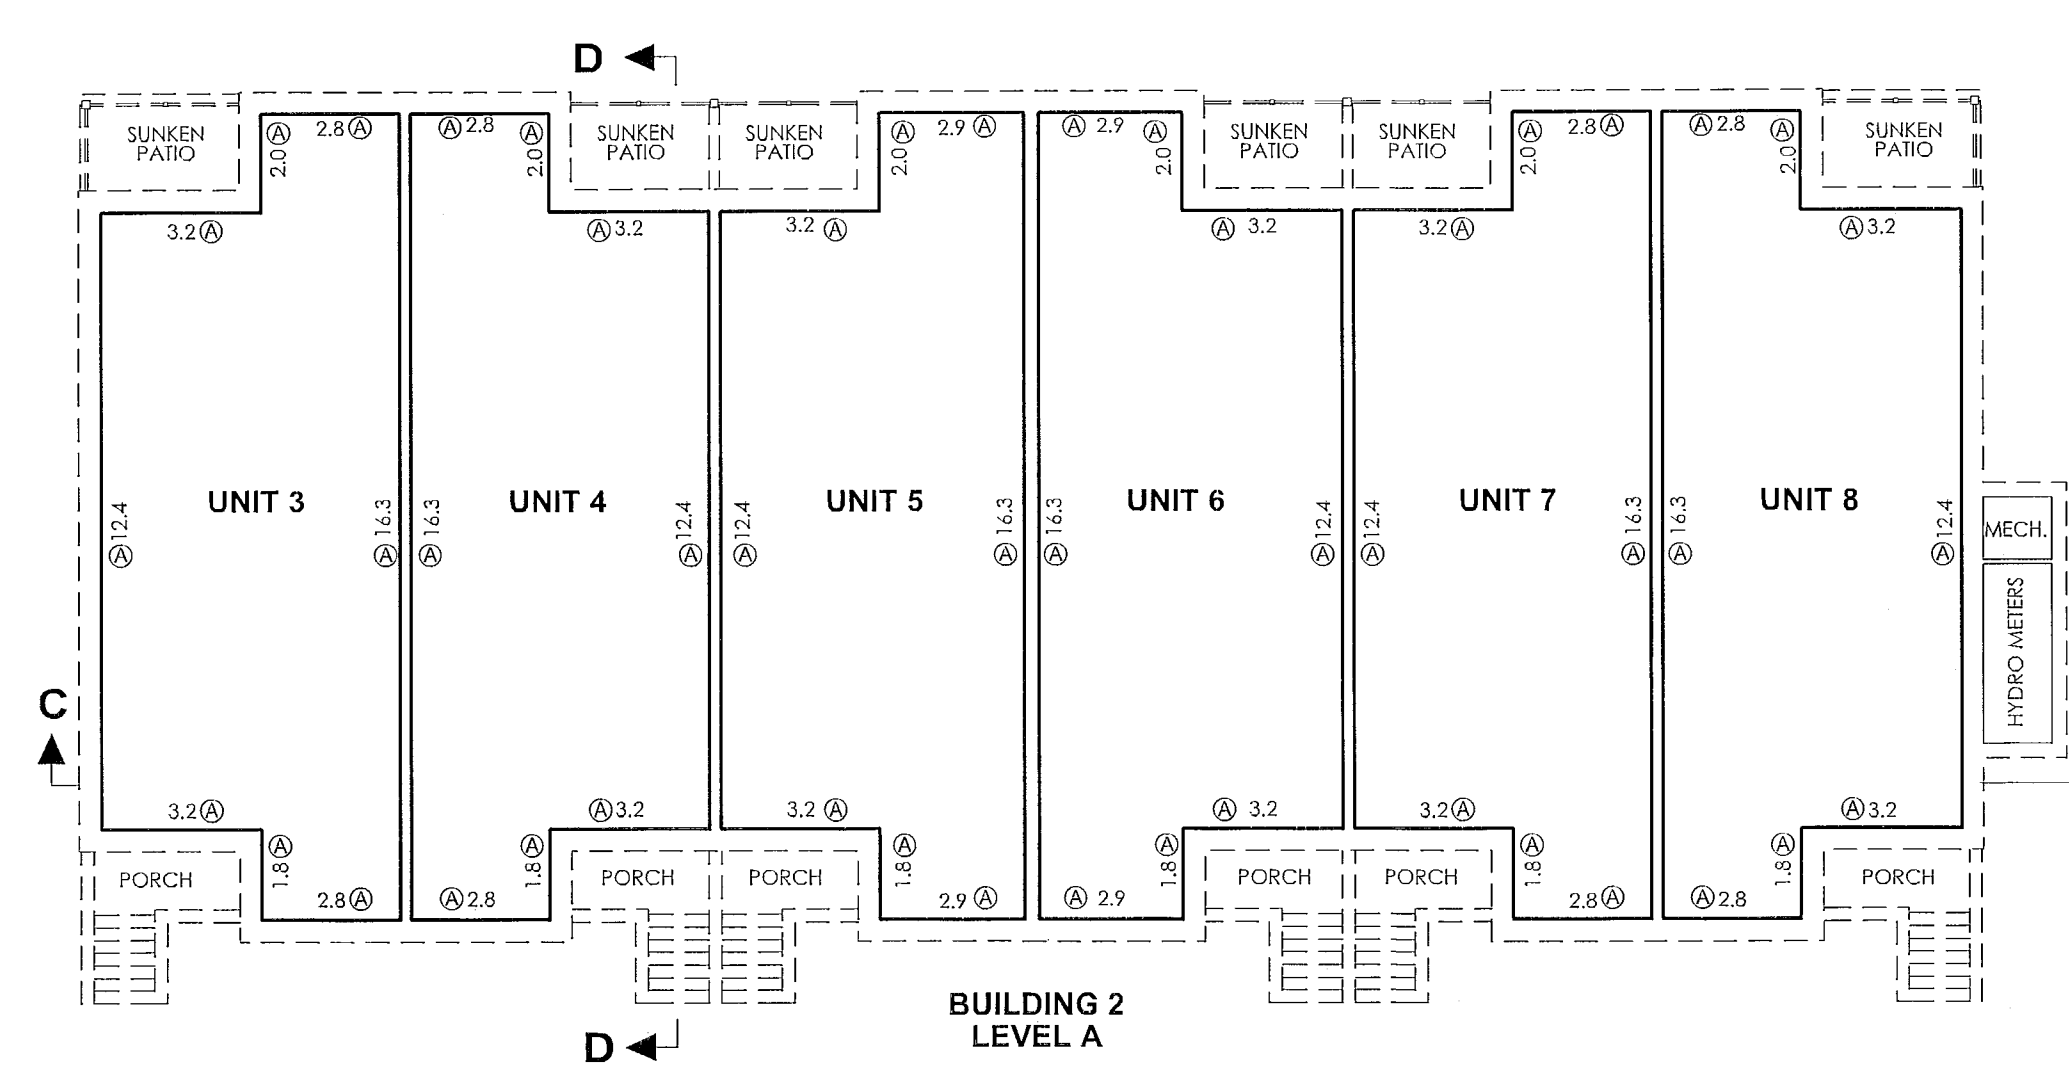 D
SUNKEN
PATIO
Ⓐ
2.8 Ⓐ
Ⓐ 2.8
Ⓐ
SUNKEN
PATIO
SUNKEN
PATIO
Ⓐ
2.9 Ⓐ
Ⓐ 2.9
Ⓐ
SUNKEN
PATIO
SUNKEN
PATIO
Ⓐ
2.8 Ⓐ
Ⓐ 2.8
Ⓐ
SUNKEN
PATIO
2.0
2.0
2.0
2.0
2.0
2.0
3.2 Ⓐ
Ⓐ 3.2
3.2 Ⓐ
Ⓐ 3.2
3.2 Ⓐ
Ⓐ 3.2
UNIT 3
UNIT 4
UNIT 5
UNIT 6
UNIT 7
UNIT 8
Ⓐ 12.4
Ⓐ 16.3
Ⓐ 16.3
Ⓐ 12.4
Ⓐ 12.4
Ⓐ 16.3
Ⓐ 16.3
Ⓐ 12.4
Ⓐ 12.4
Ⓐ 16.3
Ⓐ 16.3
Ⓐ 12.4
MECH.
HYDRO METERS
C
3.2 Ⓐ
Ⓐ 3.2
3.2 Ⓐ
Ⓐ 3.2
3.2 Ⓐ
Ⓐ 3.2
1.8 Ⓐ
1.8 Ⓐ
1.8 Ⓐ
1.8 Ⓐ
1.8 Ⓐ
1.8 Ⓐ
PORCH
PORCH
PORCH
PORCH
PORCH
PORCH
2.8 Ⓐ
Ⓐ 2.8
2.9 Ⓐ
Ⓐ 2.9
2.8 Ⓐ
Ⓐ 2.8
BUILDING 2
LEVEL A
D